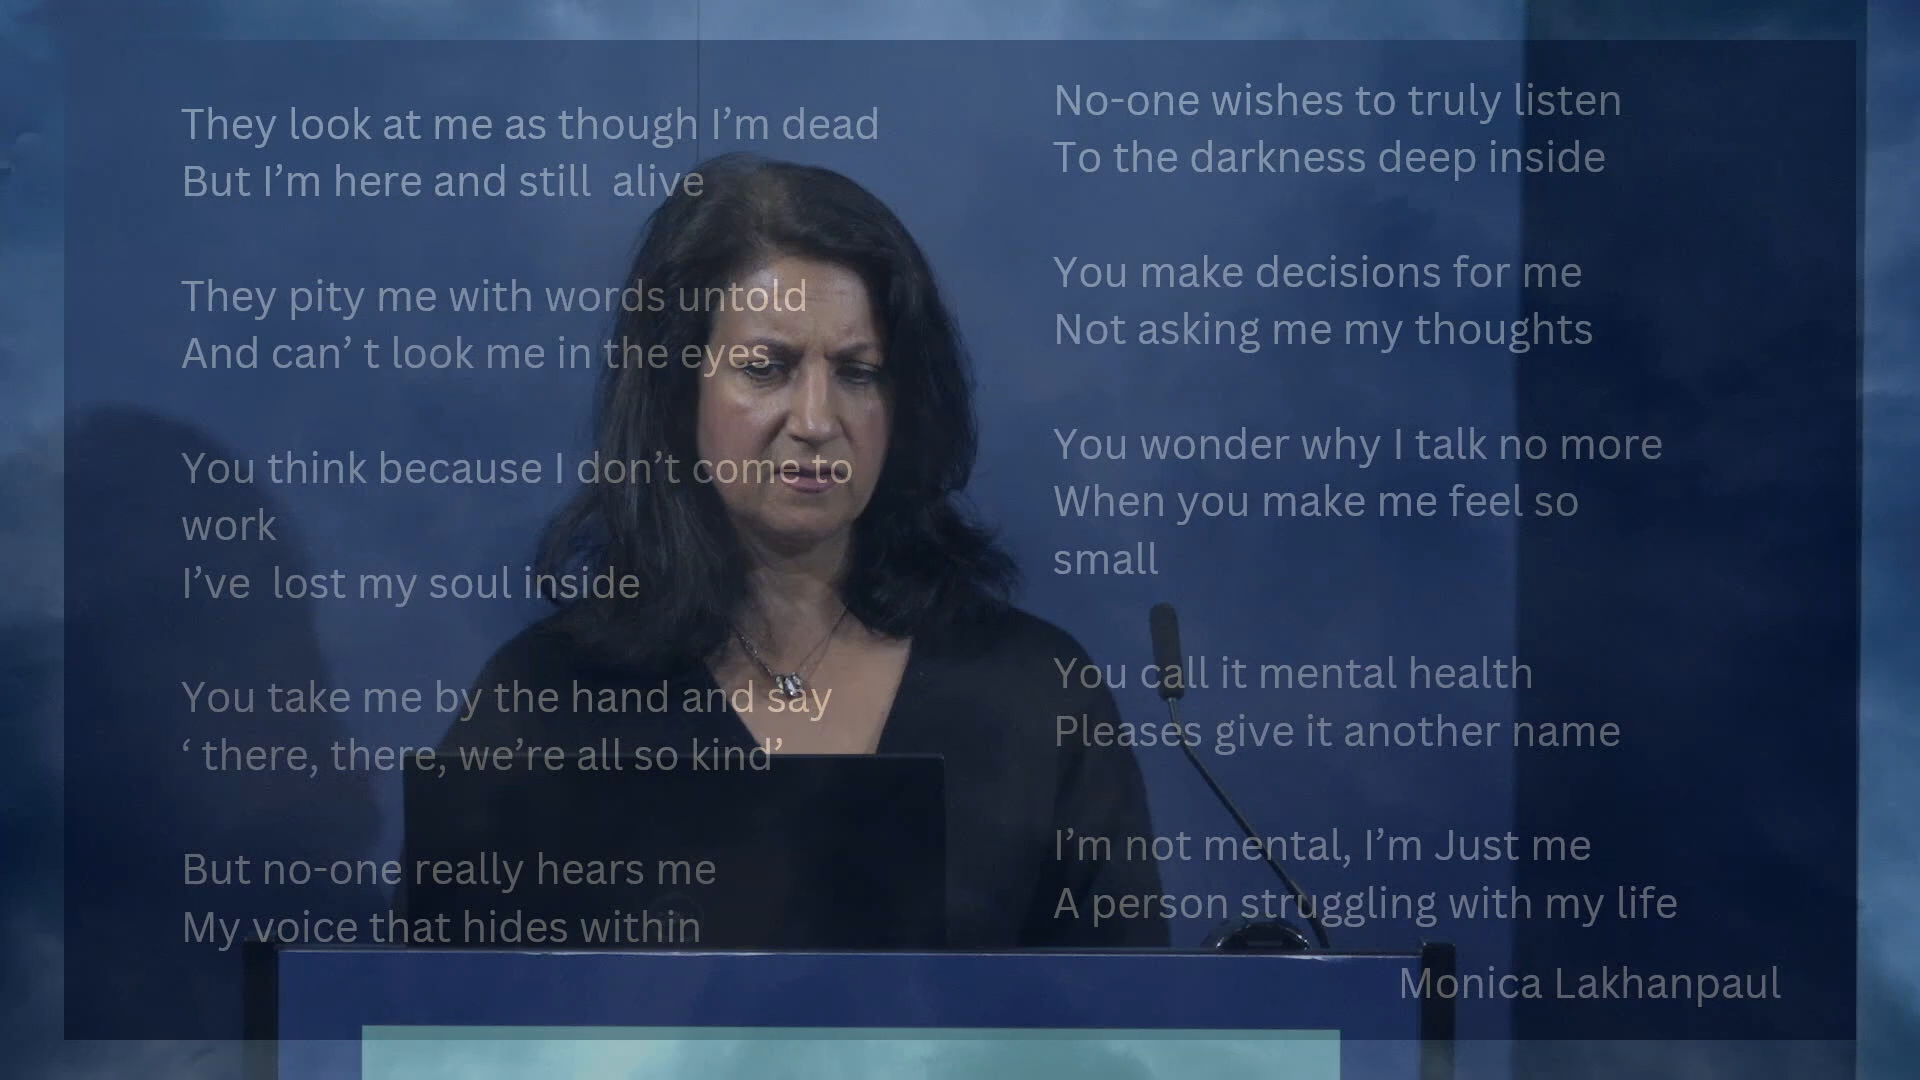 They look at me as though I’m dead
But I’m here and still  alive
They pity me with words untold
And can’ t look me in the eyes
You think because I don’t come to
work
I’ve  lost my soul inside
You take me by the hand and say
‘ there, there, we’re all so kind’
But no-one really hears me
My voice that hides within
No-one wishes to truly listen
To the darkness deep inside
You make decisions for me
Not asking me my thoughts
You wonder why I talk no more
When you make me feel so
small
You call it mental health
Pleases give it another name
I’m not mental, I’m Just me
A person struggling with my life
Monica Lakhanpaul